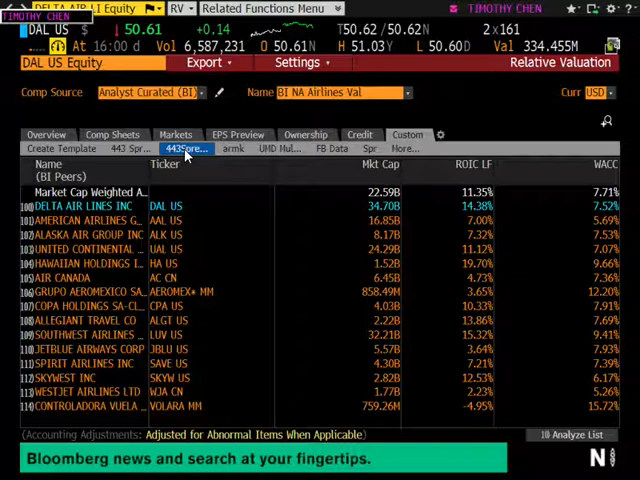 DELTA AIR LI Equity RV Related Functions Menu TIMOTHY CHEN
TIMOTHY CHEN
DAL US 50.61 +0.14 T50.62 / 50.62N 2x161
At 16:00 d Vol 6,587,231 O 50.61N H 51.03Y L 50.60D Val 334.455M
DAL US Equity Export Settings Relative Valuation
Comp Source Analyst Curated (BI) Name BI NA Airlines Val Curr USD
Overview Comp Sheets Markets EPS Preview Ownership Credit Custom
Create Template 443 Spr... 443Spre... armk UMD Mul... FB Data Spr More...
Name Ticker Mkt Cap ROIC LF WACC
(BI Peers)
Market Cap Weighted A... 22.59B 11.35% 7.71%
100) DELTA AIR LINES INC DAL US 34.70B 14.38% 7.52%
101) AMERICAN AIRLINES G... AAL US 16.85B 7.00% 5.69%
102) ALASKA AIR GROUP INC ALK US 8.17B 7.32% 7.53%
103) UNITED CONTINENTAL ... UAL US 24.29B 11.12% 7.07%
104) HAWAIIAN HOLDINGS I... HA US 1.52B 19.70% 9.66%
105) AIR CANADA AC CN 6.45B 4.73% 7.36%
106) GRUPO AEROMEXICO SA... AEROMEX* MM 858.49M 3.65% 12.20%
107) COPA HOLDINGS SA-CL... CPA US 4.03B 10.33% 7.91%
108) ALLEGIANT TRAVEL CO ALGT US 2.22B 13.86% 7.69%
109) SOUTHWEST AIRLINES ... LUV US 32.21B 15.32% 9.41%
110) JETBLUE AIRWAYS CORP JBLU US 5.57B 3.64% 7.93%
111) SPIRIT AIRLINES INC SAVE US 4.30B 7.21% 7.39%
112) SKYWEST INC SKYW US 2.82B 12.53% 6.17%
113) WESTJET AIRLINES LTD WJA CN 1.77B 2.23% 5.26%
114) CONTROLADORA VUELA ... VOLARA MM 759.26M -4.95% 15.72%
(Accounting Adjustments: Adjusted for Abnormal Items When Applicable) Analyze List
Bloomberg news and search at your fingertips.